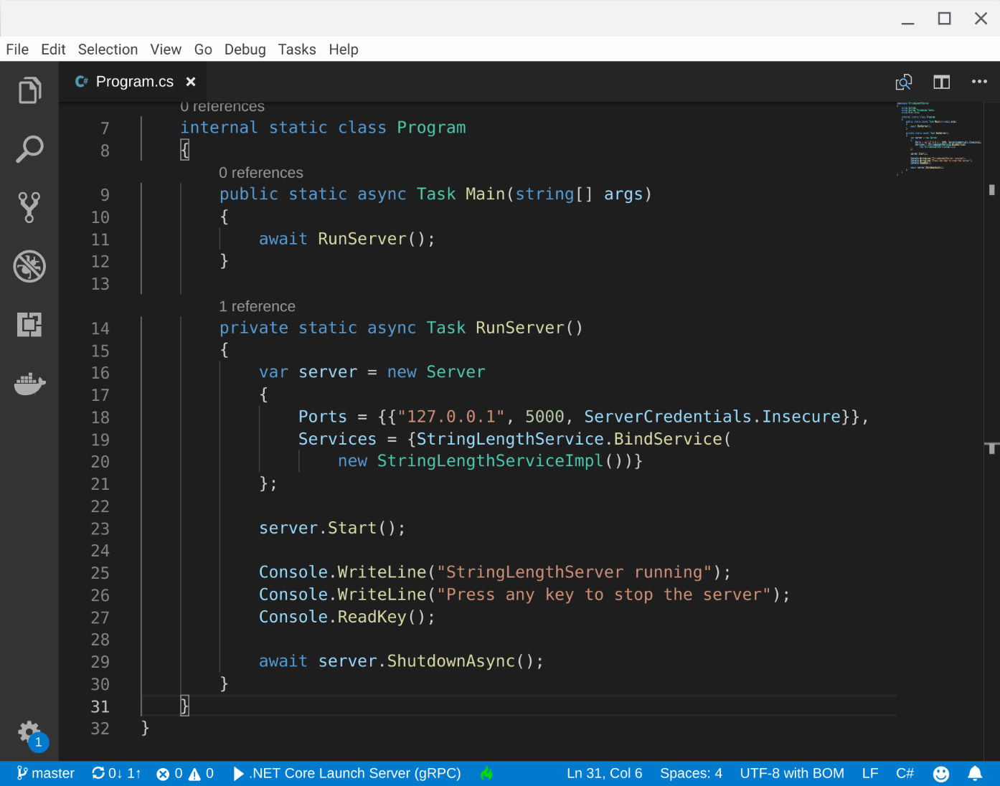 File Edit Selection View Go Debug Tasks Help
C# Program.cs
0 references
7 internal static class Program
8 {
0 references
9 public static async Task Main(string[] args)
10 {
11 await RunServer();
12 }
13
1 reference
14 private static async Task RunServer()
15 {
16 var server = new Server
17 {
18 Ports = {{"127.0.0.1", 5000, ServerCredentials.Insecure}},
19 Services = {StringLengthService.BindService(
20 new StringLengthServiceImpl())}
21 };
22
23 server.Start();
24
25 Console.WriteLine("StringLengthServer running");
26 Console.WriteLine("Press any key to stop the server");
27 Console.ReadKey();
28
29 await server.ShutdownAsync();
30 }
31 }
32 }
1
master 0↓ 1↑ 0 0 .NET Core Launch Server (gRPC) Ln 31, Col 6 Spaces: 4 UTF-8 with BOM LF C#